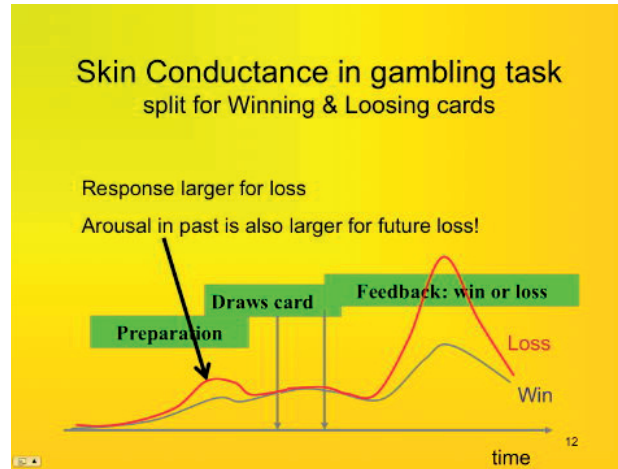 Skin Conductance in gambling task
split for Winning & Loosing cards
Response larger for loss
Arousal in past is also larger for future loss!
Preparation
Draws card
Feedback: win or loss
Loss
Win
12
time